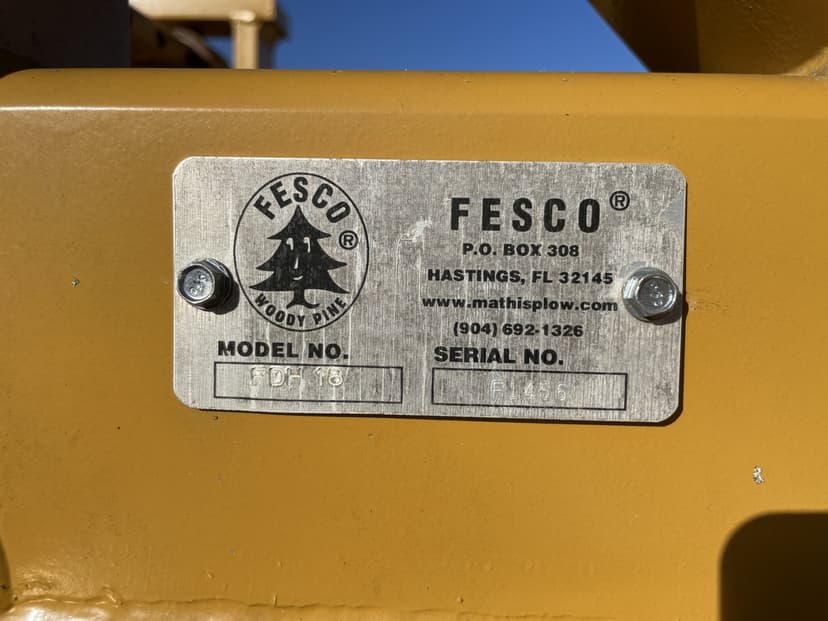 FESCO
®
WOODY PINE
FESCO®
P.O. BOX 308
HASTINGS, FL 32145
www.mathisplow.com
(904) 692-1326
MODEL NO.
SERIAL NO.
FDH 18